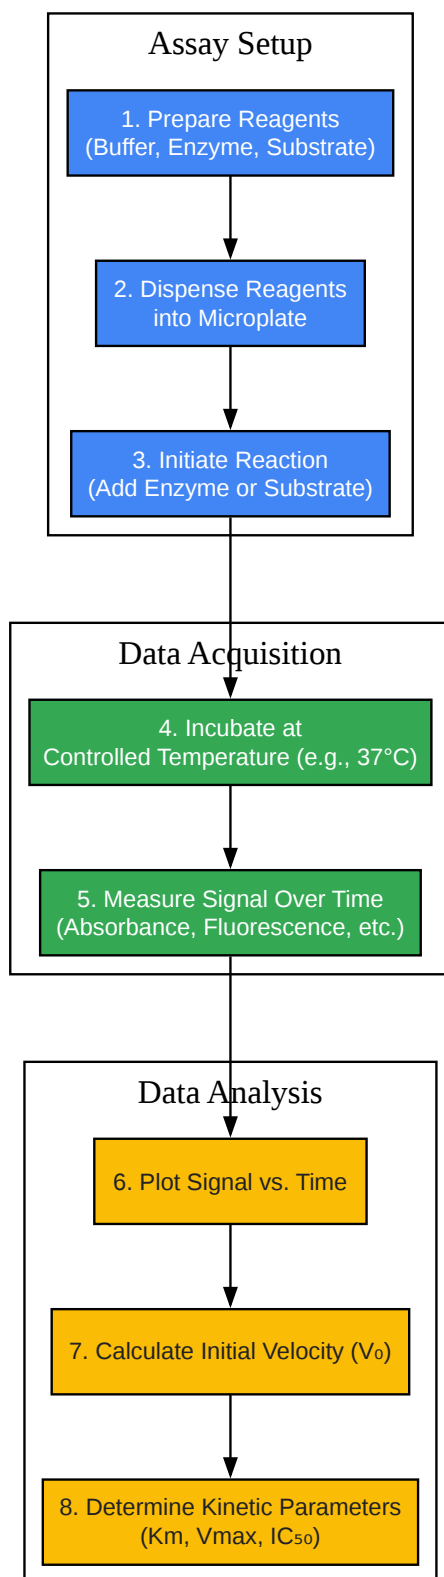 Assay Setup
1. Prepare Reagents
(Buffer, Enzyme, Substrate)
2. Dispense Reagents
into Microplate
3. Initiate Reaction
(Add Enzyme or Substrate)
Data Acquisition
4. Incubate at
Controlled Temperature (e.g., 37°C)
5. Measure Signal Over Time
(Absorbance, Fluorescence, etc.)
Data Analysis
6. Plot Signal vs. Time
7. Calculate Initial Velocity (V₀)
8. Determine Kinetic Parameters
(Km, Vmax, IC₅₀)